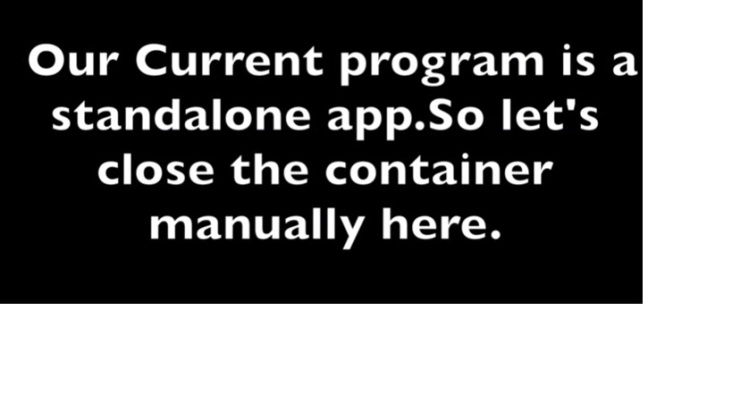 Our Current program is a
standalone app.So let's
close the container
manually here.